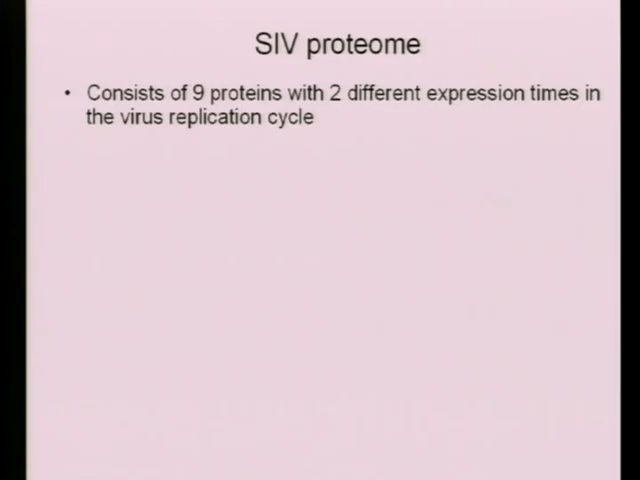 SIV proteome
• Consists of 9 proteins with 2 different expression times in
the virus replication cycle